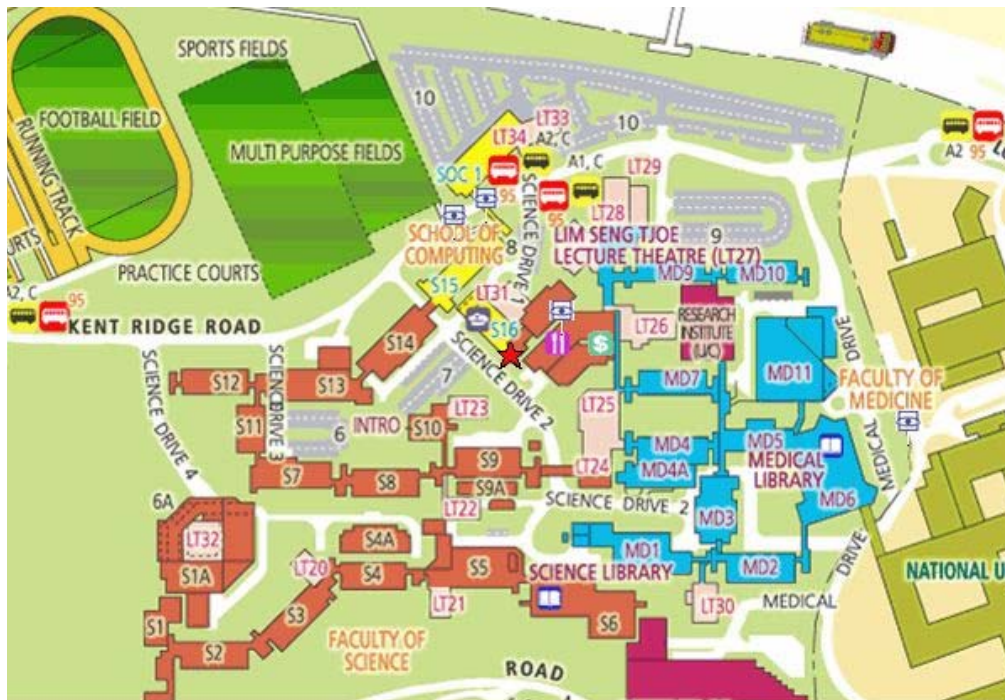 SPORTS FIELDS
10
FOOTBALL FIELD
RUNNING TRACK
MULTI PURPOSE FIELDS
LT33
LT34
A2, C
10
A1, C
LT29
A2
95
SOC 1
95
95
LT28
SCIENCE DRIVE 1
SCHOOL OF
COMPUTING
8
9
LIM SENG TJOE
LECTURE THEATRE (LT27)
MD9
MD10
PRACTICE COURTS
S15
LT31
A2, C
95
KENT RIDGE ROAD
S16
S14
$
LT26
RESEARCH
INSTITUTE
(IJC)
MD11
DRIVE
SCIENCE DRIVE 2
7
S12
S13
MD7
FACULTY OF
MEDICINE
SCIENCE DRIVE 4
S11
6
INTRO
S10
LT23
LT25
MD4
MD5
MEDICAL
LIBRARY
MEDICAL
S7
S8
S9
S9A
LT24
MD4A
MD6
6A
LT22
SCIENCE DRIVE 2
MD3
LT32
S1A
S4A
LT20
S4
S5
MD1
SCIENCE LIBRARY
MD2
DRIVE
NATIONAL U
S1
S3
LT21
S6
LT30
MEDICAL
S2
FACULTY OF
SCIENCE
ROAD